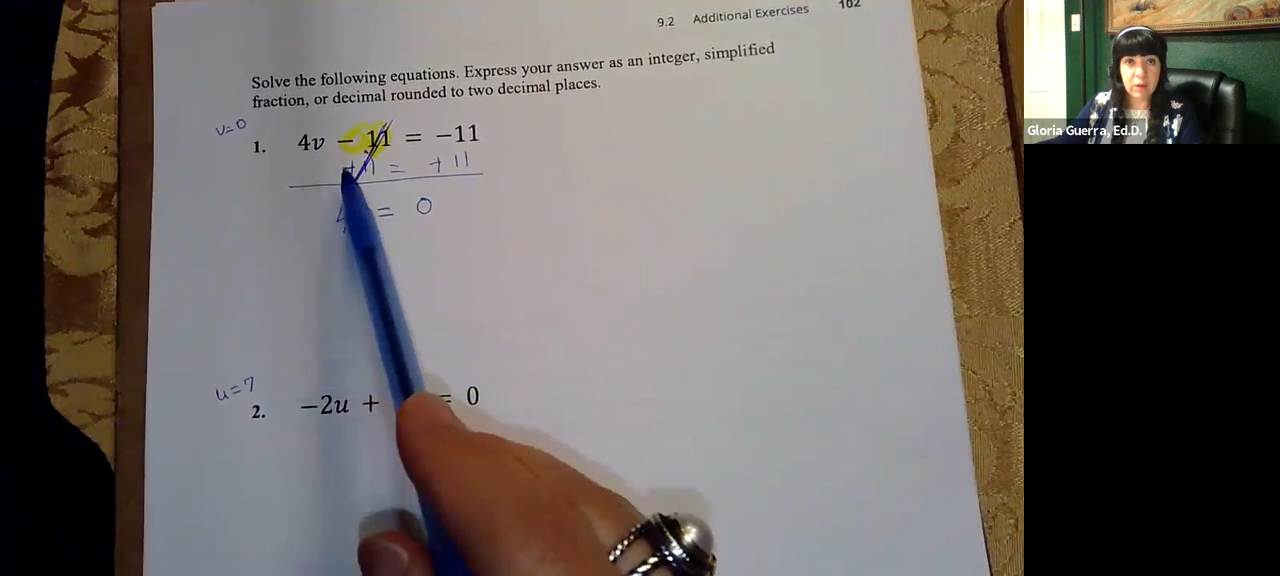 9.2 Additional Exercises 102
Solve the following equations. Express your answer as an integer, simplified
fraction, or decimal rounded to two decimal places.
v=0
1. 4v − 11 = −11
+11 = +11
= 0
u=7
2. −2u + = 0
Gloria Guerra, Ed.D.